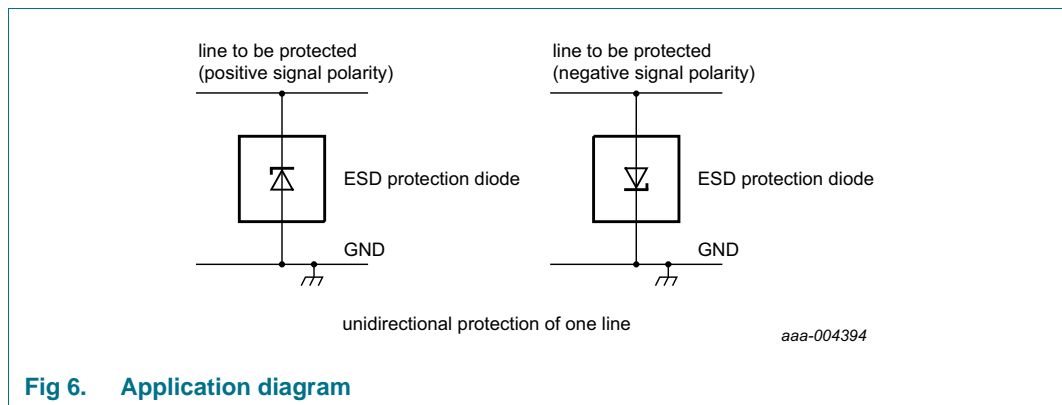 line to be protected
(positive signal polarity)
ESD protection diode
GND
line to be protected
(negative signal polarity)
ESD protection diode
GND
unidirectional protection of one line
aaa-004394
Fig 6. Application diagram